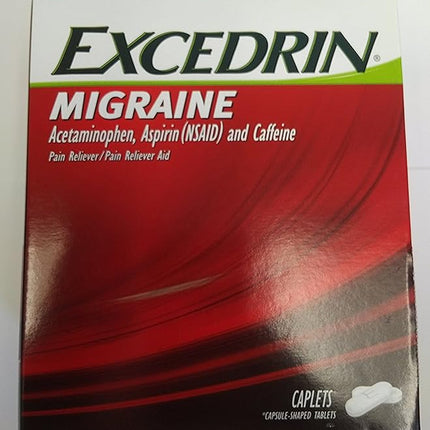 EXCEDRIN®
MIGRAINE
Acetaminophen, Aspirin (NSAID) and Caffeine
Pain Reliever/Pain Reliever Aid
CAPLETS
*CAPSULE-SHAPED TABLETS